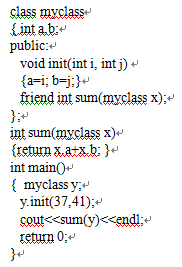 class myclass
{ int a,b;
public:
void init(int i, int j)
{a=i; b=j;}
friend int sum(myclass x);
};
int sum(myclass x)
{return x.a+x.b; }
int main()
{ myclass y;
y.init(37,41);
cout<<sum(y)<<endl;
return 0;
}